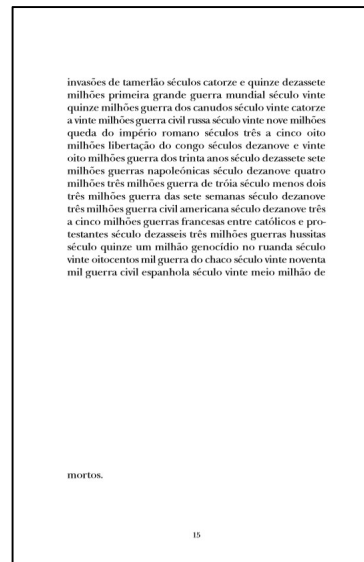 invasões de tamerlão séculos catorze e quinze dezassete
milhões primeira grande guerra mundial século vinte
quinze milhões guerra dos canudos século vinte catorze
a vinte milhões guerra civil russa século vinte nove milhões
queda do império romano séculos três a cinco oito
milhões libertação do congo séculos dezanove e vinte
oito milhões guerra dos trinta anos século dezassete sete
milhões guerras napoleónicas século dezanove quatro
milhões três milhões guerra de tróia século menos dois
três milhões guerra das sete semanas século dezanove
três milhões guerra civil americana século dezanove três
a cinco milhões guerras francesas entre católicos e pro-
testantes século dezasseis três milhões guerras hussitas
século quinze um milhão genocídio no ruanda século
vinte oitocentos mil guerra do chaco século vinte noventa
mil guerra civil espanhola século vinte meio milhão de
mortos.
15